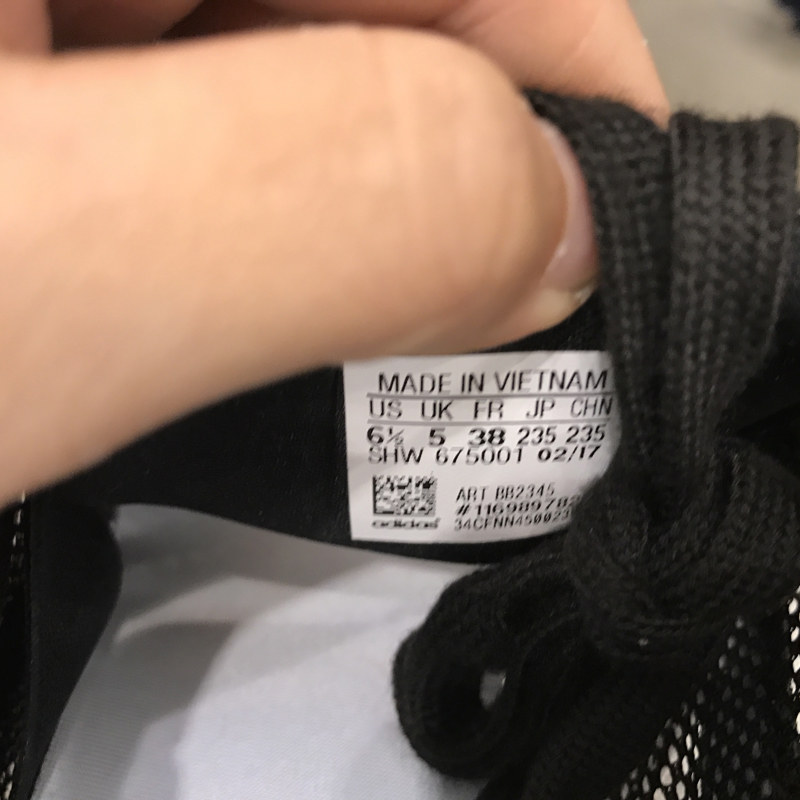 MADE IN VIETNAM
US UK FR JP CHN
6½ 5 38 235 235
SHW 675001 02/17
ART BB2345
adidas